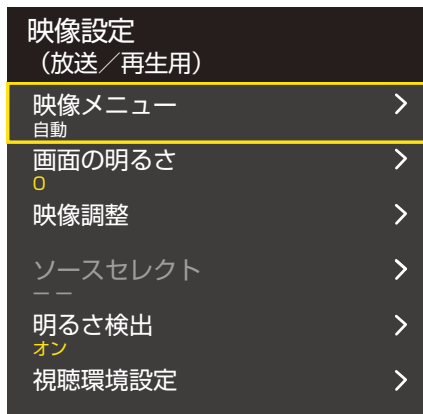 映像設定
（放送／再生用）
映像メニュー
自動
画面の明るさ
0
映像調整
ソースセレクト
－－
明るさ検出
オン
視聴環境設定